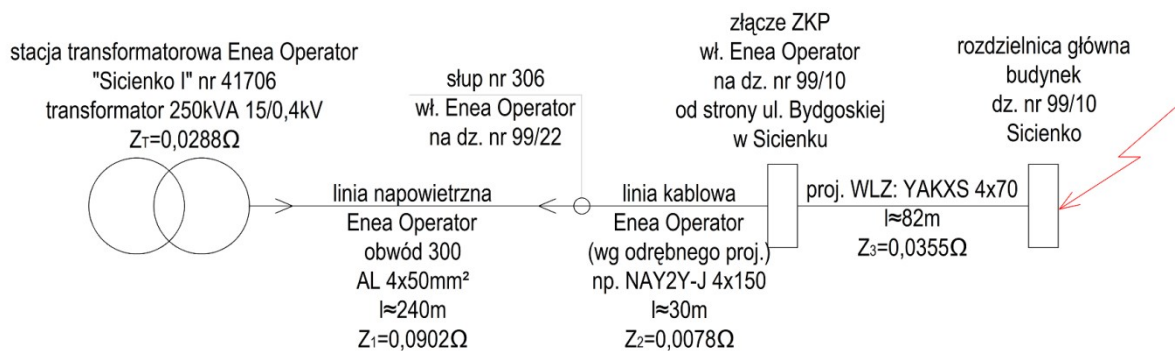 stacja transformatorowa Enea Operator
"Sicienko I" nr 41706
transformator 250kVA 15/0,4kV
Z_T=0,0288Ω
słup nr 306
wł. Enea Operator
na dz. nr 99/22
złącze ZKP
wł. Enea Operator
na dz. nr 99/10
od strony ul. Bydgoskiej
w Sicienku
rozdzielnica główna
budynek
dz. nr 99/10
Sicienko
linia napowietrzna
Enea Operator
obwód 300
AL 4x50mm²
l≈240m
Z₁=0,0902Ω
linia kablowa
Enea Operator
(wg odrębnego proj.)
np. NAY2Y-J 4x150
l≈30m
Z₂=0,0078Ω
proj. WLZ: YAKXS 4x70
l≈82m
Z₃=0,0355Ω